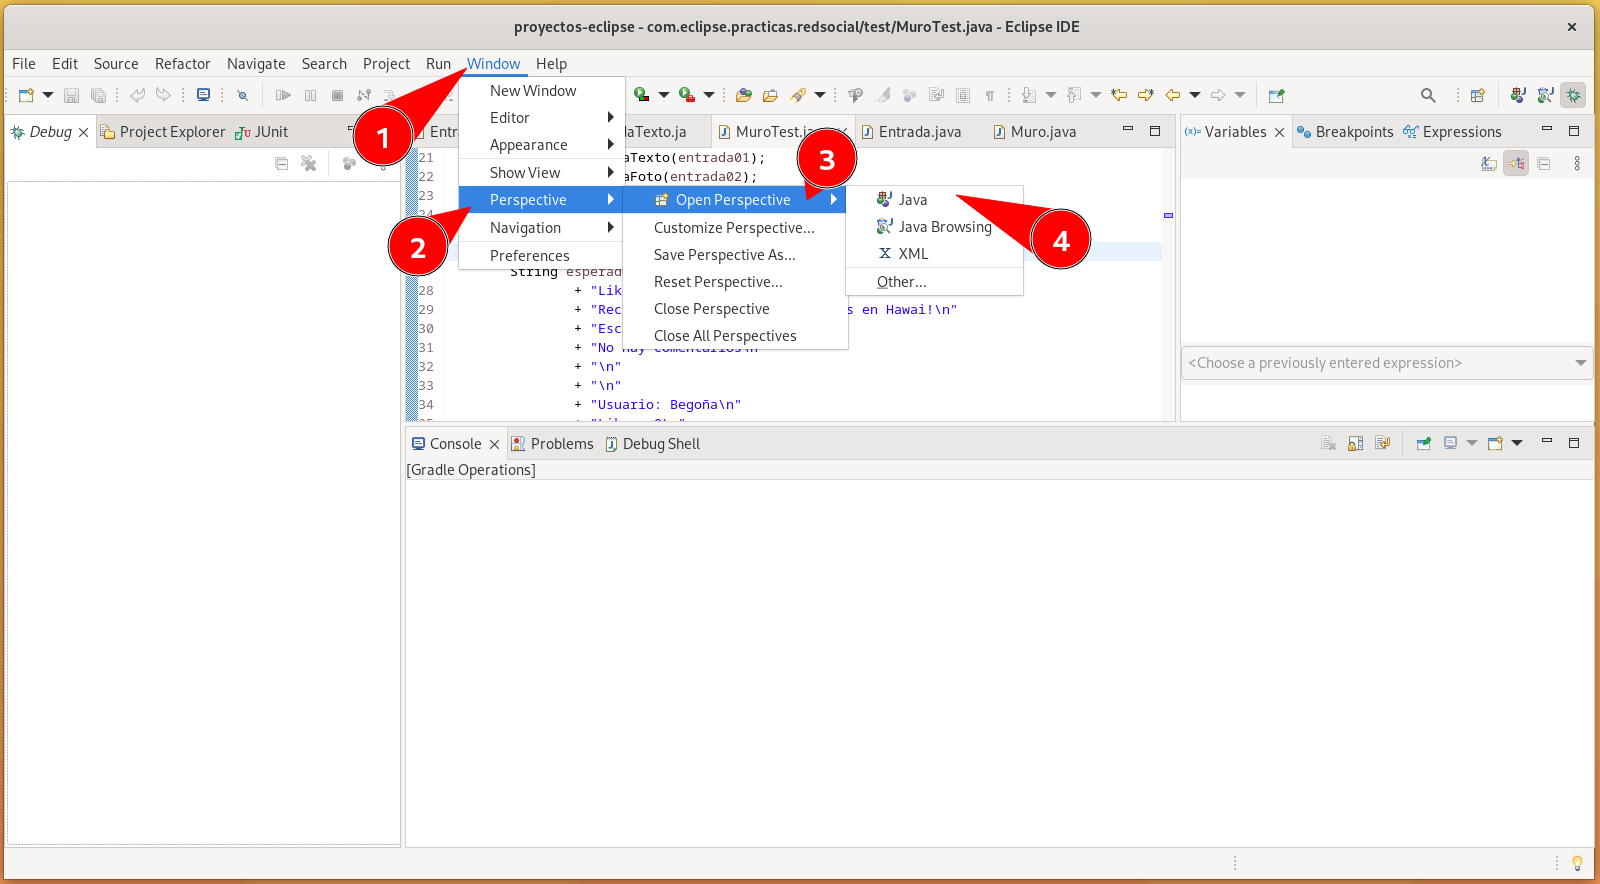 proyectos-eclipse - com.eclipse.practicas.redsocial/test/MuroTest.java - Eclipse IDE
File Edit Source Refactor Navigate Search Project Run Window Help
Debug Project Explorer JUnit
1
New Window
Editor
Appearance
Show View
Perspective
Navigation
Preferences
2
Open Perspective
Customize Perspective...
Save Perspective As...
Reset Perspective...
Close Perspective
Close All Perspectives
3
Java
Java Browsing
XML
Other...
4
Entra daTexto.ja MuroTest.ja Entrada.java Muro.java
21 aTexto(entrada01);
22 aFoto(entrada02);
23
24
String esperad
28 + "Lik
29 + "Rec s en Hawai!\n"
30 + "Esc
31 + "No hay comentarios\n"
32 + "\n"
33 + "\n"
34 + "Usuario: Begoña\n"
Variables Breakpoints Expressions
<Choose a previously entered expression>
Console Problems Debug Shell
[Gradle Operations]